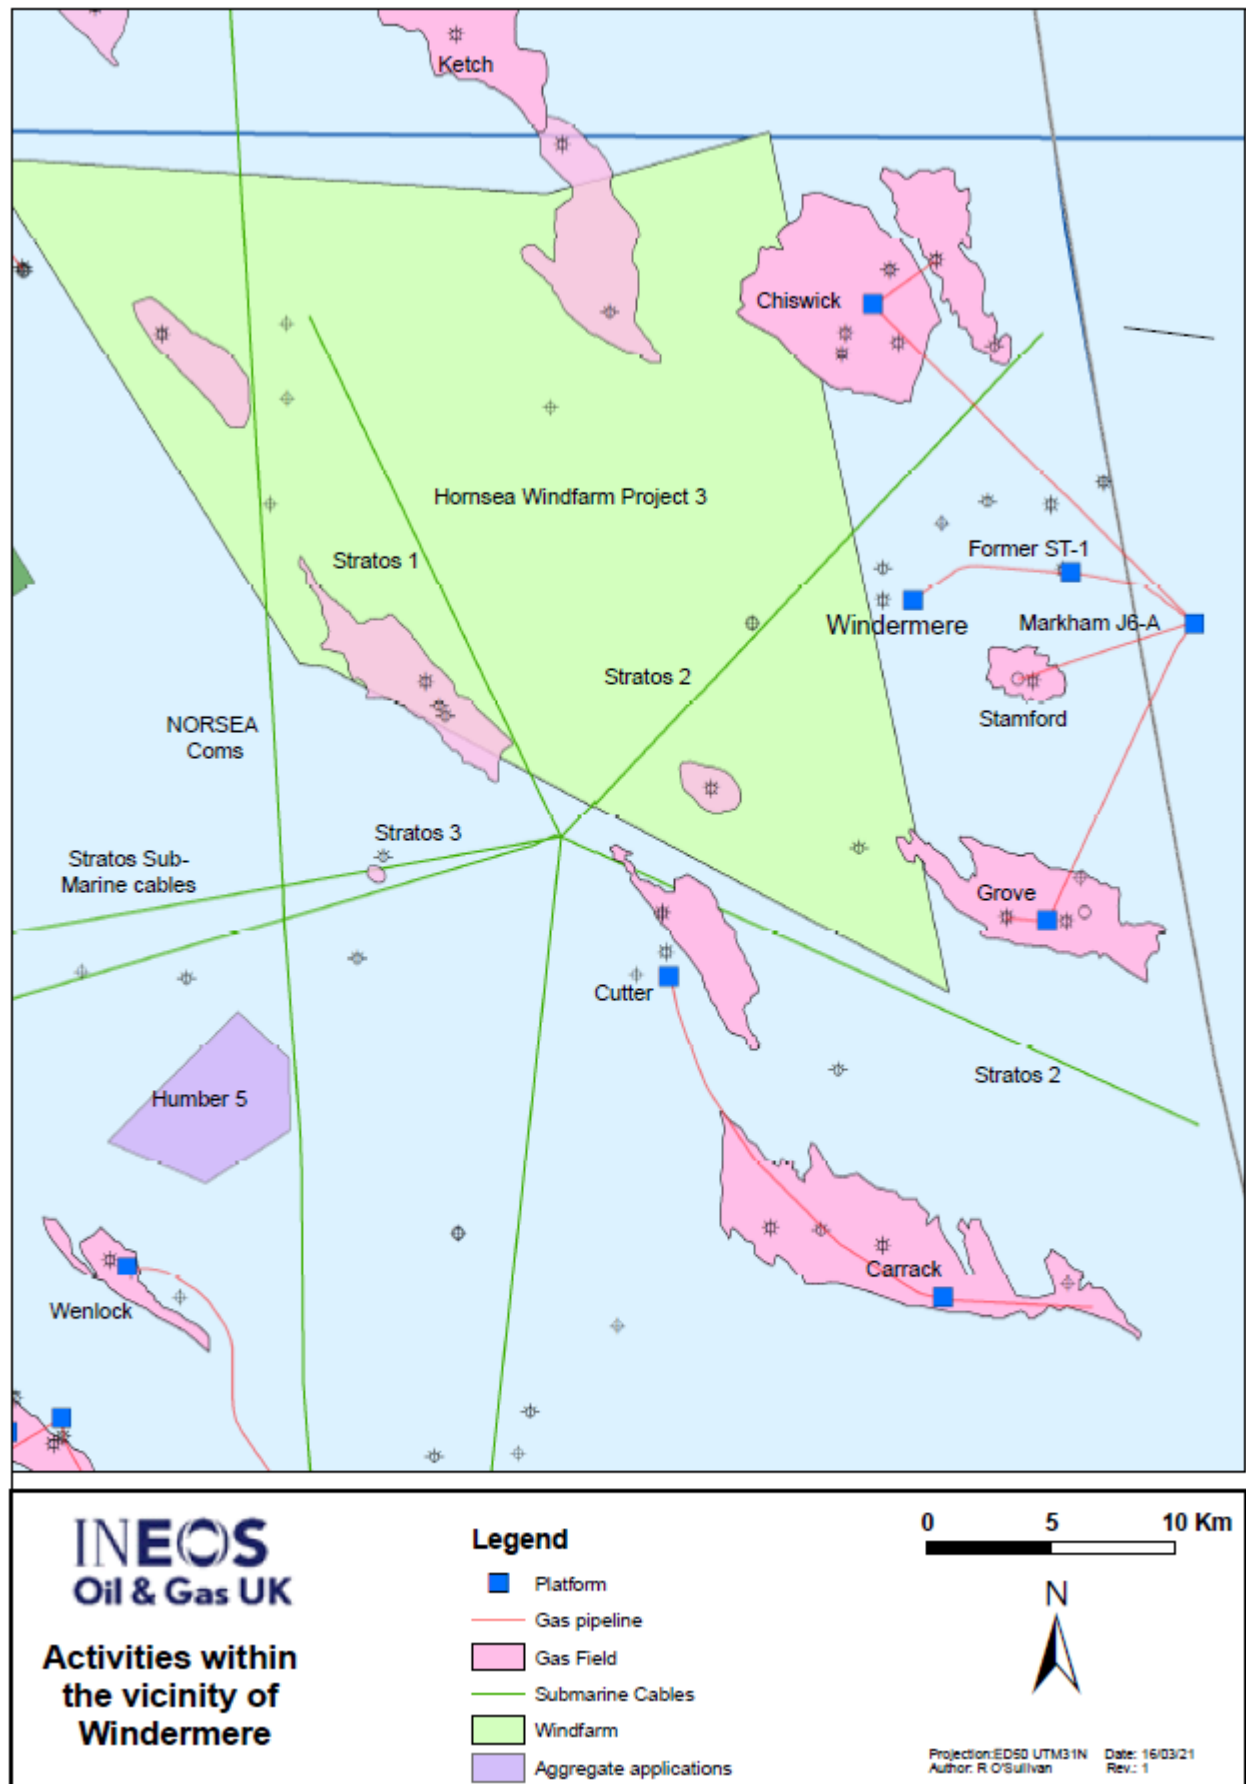 Ketch
Chiswick
Hornsea Windfarm Project 3
Stratos 1
Former ST-1
Windermere
Markham J6-A
Stratos 2
Stamford
NORSEA
Coms
Stratos 3
Stratos Sub-
Marine cables
Grove
Cutter
Stratos 2
Humber 5
Carrack
Wenlock
INEOS
Oil & Gas UK
Activities within
the vicinity of
Windermere
Legend
Platform
Gas pipeline
Gas Field
Submarine Cables
Windfarm
Aggregate applications
0 5 10 Km
N
Projection:ED50 UTM31N Date: 16/03/21
Author: R O'Sullivan Rev.: 1